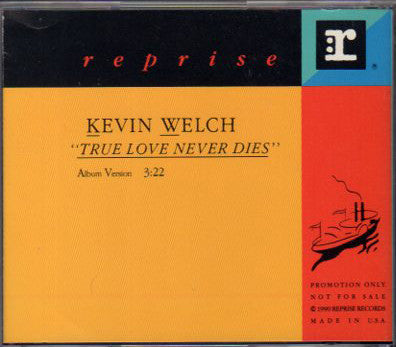 reprise
r
®
KEVIN WELCH
"TRUE LOVE NEVER DIES"
Album Version 3:22
PROMOTION ONLY
NOT FOR SALE
© 1990 REPRISE RECORDS
MADE IN U.S.A.